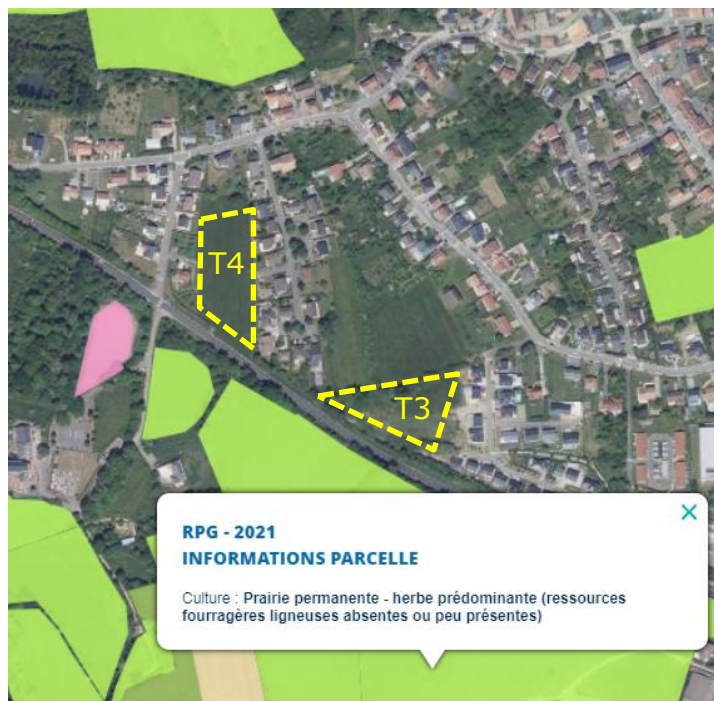 T4
T3
RPG - 2021
INFORMATIONS PARCELLE
Culture : Prairie permanente - herbe prédominante (ressources
fourragères ligneuses absentes ou peu présentes)